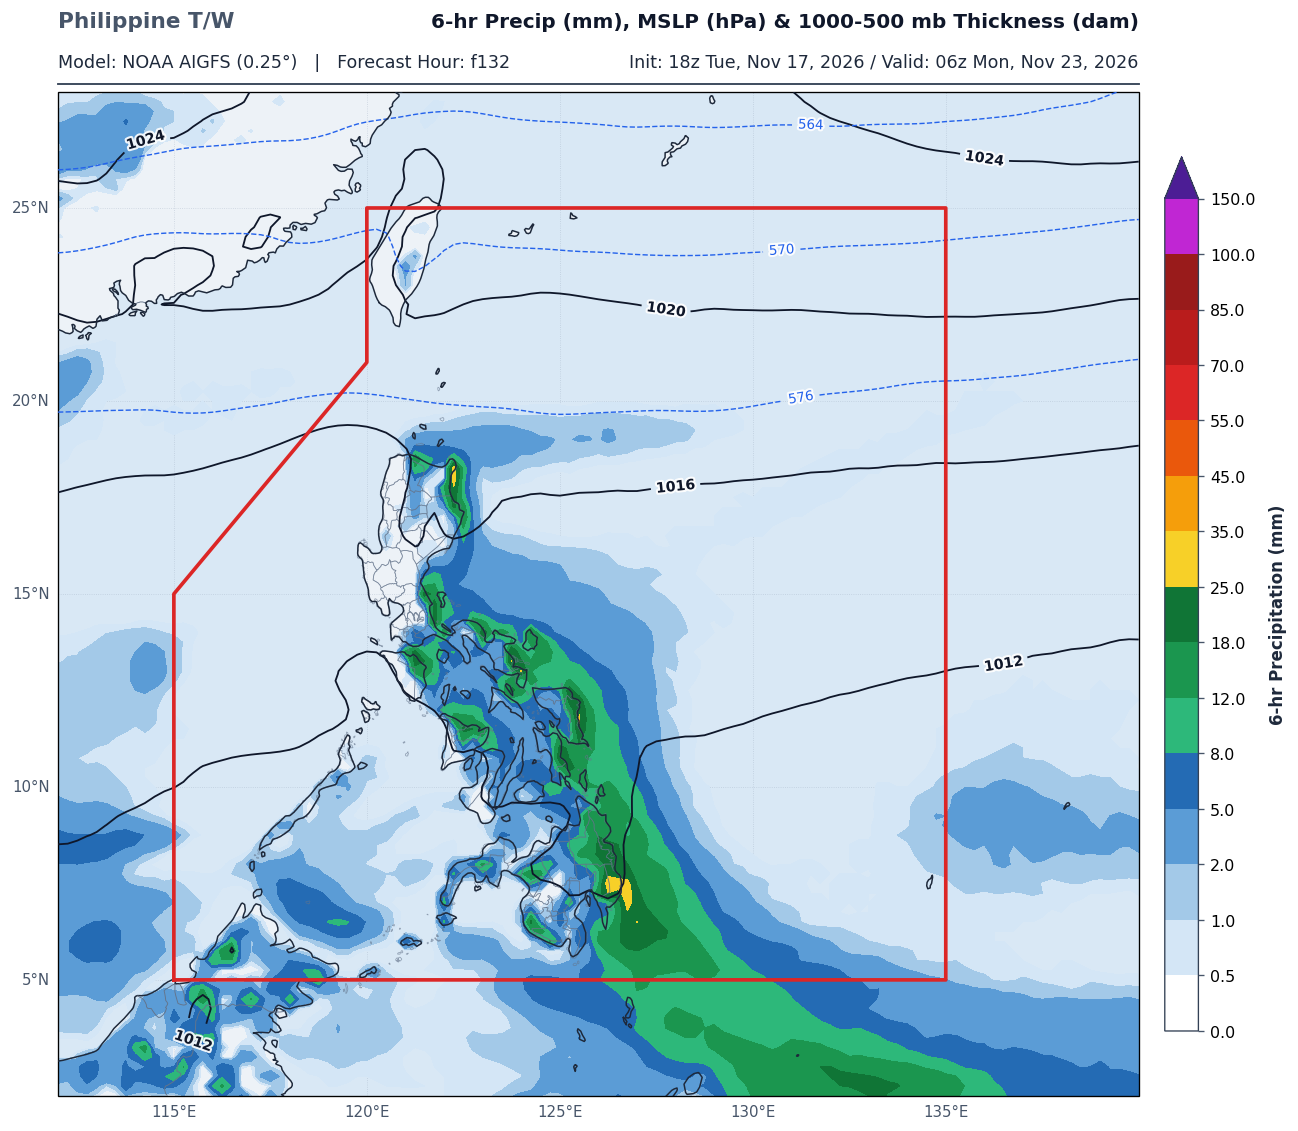 Philippine T/W
6-hr Precip (mm), MSLP (hPa) & 1000-500 mb Thickness (dam)
Model: NOAA AIGFS (0.25°) | Forecast Hour: f132
Init: 18z Tue, Nov 17, 2026 / Valid: 06z Mon, Nov 23, 2026
564
1024
1024
25°N
570
1020
20°N
576
1016
15°N
1012
10°N
5°N
1012
115°E
120°E
125°E
130°E
135°E
150.0
100.0
85.0
70.0
55.0
45.0
35.0
25.0
18.0
12.0
8.0
5.0
2.0
1.0
0.5
0.0
6-hr Precipitation (mm)